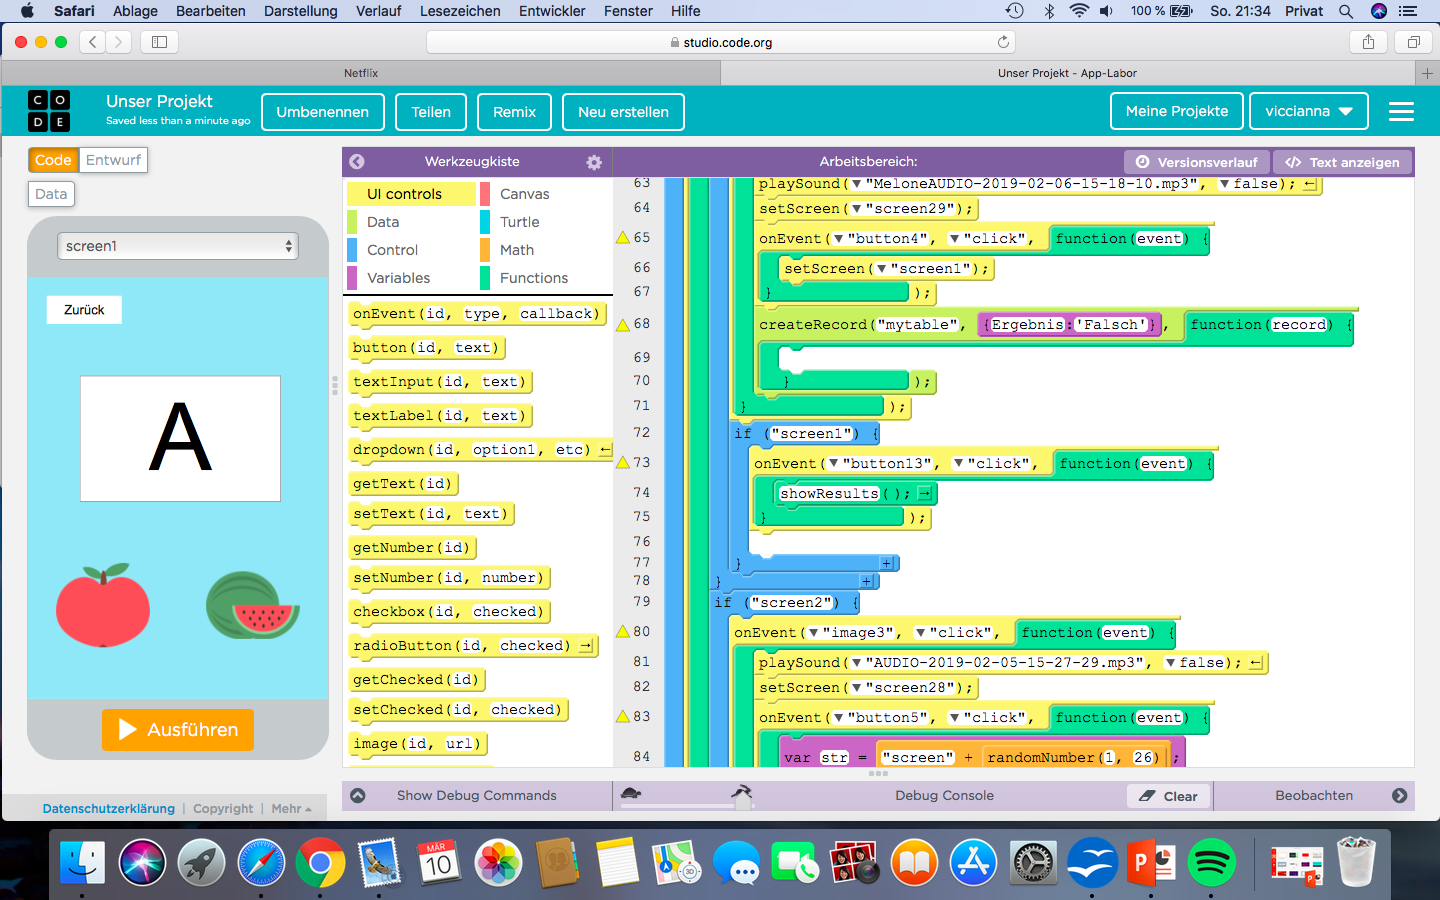 Safari Ablage Bearbeiten Darstellung Verlauf Lesezeichen Entwickler Fenster Hilfe 100 % So. 21:34 Privat
studio.code.org
Netflix Unser Projekt - App-Labor
C O D E
Unser Projekt
Saved less than a minute ago
Umbenennen Teilen Remix Neu erstellen Meine Projekte viccianna
Code Entwurf
Data
screen1
Zurück
A
Ausführen
Datenschutzerklärung | Copyright | Mehr
Werkzeugkiste
UI controls Canvas
Data Turtle
Control Math
Variables Functions
onEvent(id, type, callback)
button(id, text)
textInput(id, text)
textLabel(id, text)
dropdown(id, option1, etc)
getText(id)
setText(id, text)
getNumber(id)
setNumber(id, number)
checkbox(id, checked)
radioButton(id, checked)
getChecked(id)
setChecked(id, checked)
image(id, url)
Arbeitsbereich: Versionsverlauf </> Text anzeigen
63 playSound("MeloneAUDIO-2019-02-06-15-18-10.mp3", false);
64 setScreen("screen29");
65 onEvent("button4", "click", function(event) {
66 setScreen("screen1");
67 });
68 createRecord("mytable", {Ergebnis:'Falsch'}, function(record) {
69
70 });
71 });
72 if ("screen1") {
73 onEvent("button13", "click", function(event) {
74 showResults();
75 });
76
77 } +
78 } +
79 if ("screen2") {
80 onEvent("image3", "click", function(event) {
81 playSound("AUDIO-2019-02-05-15-27-29.mp3", false);
82 setScreen("screen28");
83 onEvent("button5", "click", function(event) {
84 var str = "screen" + randomNumber(1, 26);
Show Debug Commands Debug Console Clear Beobachten
MÄR
10